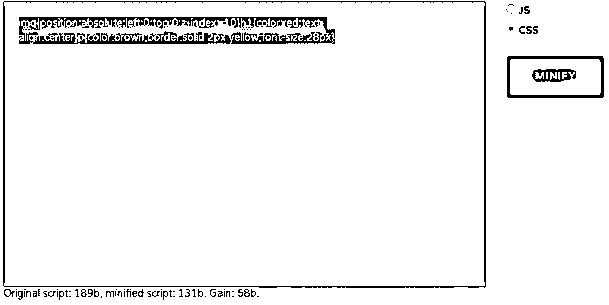 img{position:absolute;left:0;top:0;z-index:-10}h1{color:red;text-
align:center}p{color:brown;border:solid 2px yellow;font-size:28px}
JS
CSS
MINIFY
Original script: 189b, minified script: 131b. Gain: 58b.